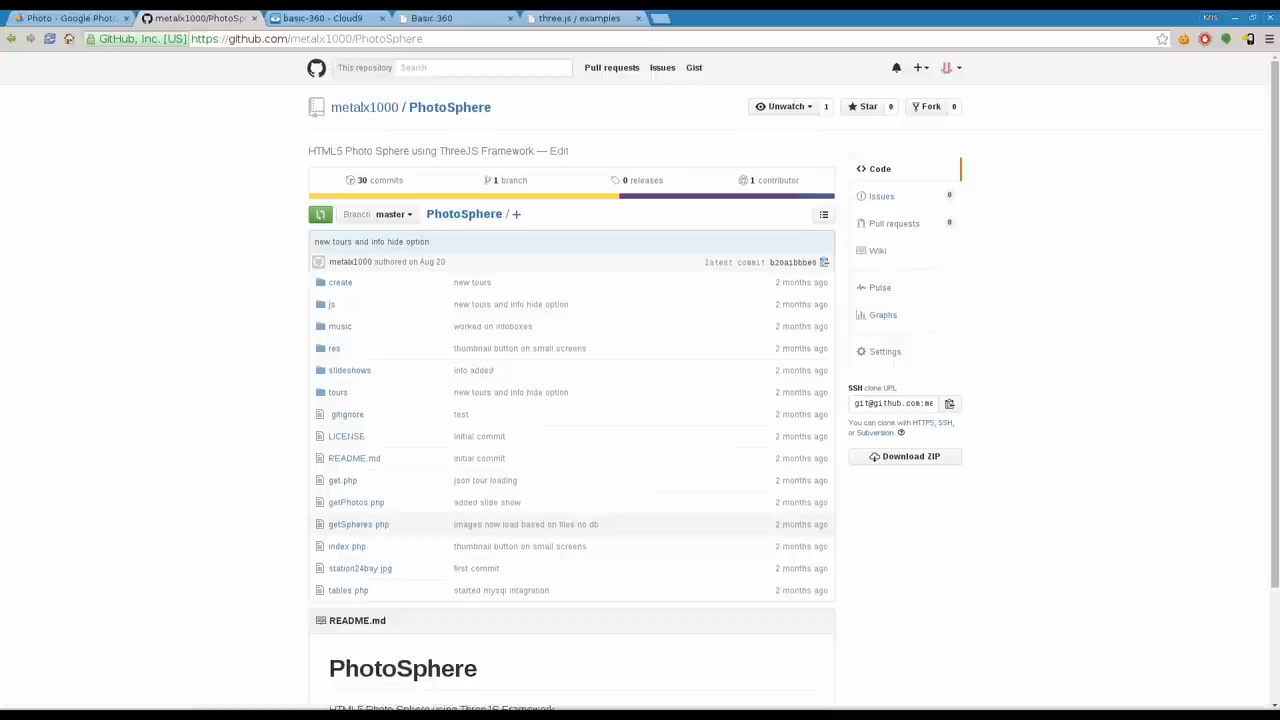 Photo - Google Photo metalx1000/PhotoSp basic-360 - Cloud9 Basic 360 three.js / examples Kris
GitHub, Inc. [US] https://github.com/metalx1000/PhotoSphere
This repository Search Pull requests Issues Gist
metalx1000 / PhotoSphere Unwatch 1 Star 0 Fork 0
HTML5 Photo Sphere using ThreeJS Framework — Edit
30 commits 1 branch 0 releases 1 contributor
Branch: master PhotoSphere / +
new tours and info hide option
metalx1000 authored on Aug 20 latest commit b20a1bbbe0
create new tours 2 months ago
js new tours and info hide option 2 months ago
music worked on infoboxes 2 months ago
res thumbnail button on small screens 2 months ago
slideshows info added 2 months ago
tours new tours and info hide option 2 months ago
.gitignore test 2 months ago
LICENSE Initial commit 2 months ago
README.md Initial commit 2 months ago
get.php json tour loading 2 months ago
getPhotos.php added slide show 2 months ago
getSpheres.php images now load based on files no db 2 months ago
index.php thumbnail button on small screens 2 months ago
station24bay.jpg first commit 2 months ago
tables.php started mysql intagration 2 months ago
README.md
PhotoSphere
HTML5 Photo Sphere using ThreeJS Framework
Code
Issues 0
Pull requests 0
Wiki
Pulse
Graphs
Settings
SSH clone URL
git@github.com:me
You can clone with HTTPS, SSH,
or Subversion.
Download ZIP